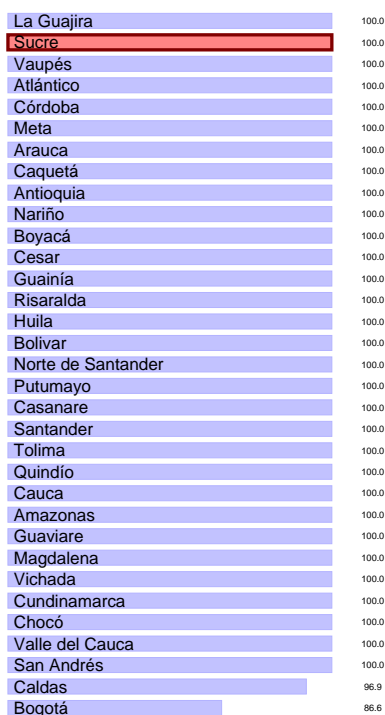 La Guajira 100.0
Sucre 100.0
Vaupés 100.0
Atlántico 100.0
Córdoba 100.0
Meta 100.0
Arauca 100.0
Caquetá 100.0
Antioquia 100.0
Nariño 100.0
Boyacá 100.0
Cesar 100.0
Guainía 100.0
Risaralda 100.0
Huila 100.0
Bolivar 100.0
Norte de Santander 100.0
Putumayo 100.0
Casanare 100.0
Santander 100.0
Tolima 100.0
Quindío 100.0
Cauca 100.0
Amazonas 100.0
Guaviare 100.0
Magdalena 100.0
Vichada 100.0
Cundinamarca 100.0
Chocó 100.0
Valle del Cauca 100.0
San Andrés 100.0
Caldas 96.9
Bogotá 86.6